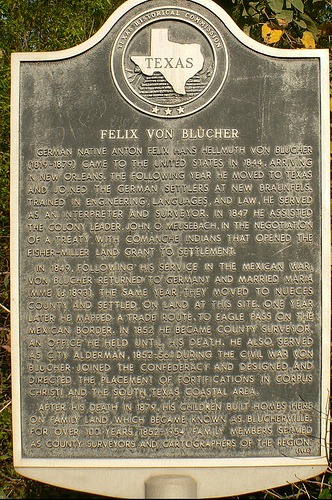 TEXAS HISTORICAL COMMISSION
TEXAS
FELIX VON BLÜCHER
GERMAN NATIVE ANTON FELIX HANS HELLMUTH VON BLÜCHER
(1819-1879) CAME TO THE UNITED STATES IN 1844, ARRIVING
IN NEW ORLEANS. THE FOLLOWING YEAR HE MOVED TO TEXAS
AND JOINED THE GERMAN SETTLERS AT NEW BRAUNFELS.
TRAINED IN ENGINEERING, LANGUAGES, AND LAW, HE SERVED
AS AN INTERPRETER AND SURVEYOR. IN 1847 HE ASSISTED
THE COLONY LEADER, JOHN O. MEUSEBACH, IN THE NEGOTIATION
OF A TREATY WITH COMANCHE INDIANS THAT OPENED THE
FISHER-MILLER LAND GRANT TO SETTLEMENT.
IN 1849, FOLLOWING HIS SERVICE IN THE MEXICAN WAR,
VON BLÜCHER RETURNED TO GERMANY AND MARRIED MARIA
THE SAME YEAR THEY MOVED TO NUECES
COUNTY AND SETTLED ON LAND AT THIS SITE. ONE YEAR
LATER HE MAPPED A TRADE ROUTE TO EAGLE PASS ON THE
MEXICAN BORDER. IN 1852 HE BECAME COUNTY SURVEYOR,
AN OFFICE HE HELD UNTIL HIS DEATH. HE ALSO SERVED
AS CITY ALDERMAN, DURING THE CIVIL WAR VON
BLÜCHER JOINED THE CONFEDERACY AND DESIGNED AND
DIRECTED THE PLACEMENT OF FORTIFICATIONS IN CORPUS
CHRISTI AND THE SOUTH TEXAS COASTAL AREA.
AFTER HIS DEATH IN 1879, HIS CHILDREN BUILT HOMES HERE
ON FAMILY LAND, WHICH BECAME KNOWN AS BLUCHERVILLE.
FOR OVER 100 YEARS, 1852-1954, FAMILY MEMBERS SERVED
AS COUNTY SURVEYORS AND CARTOGRAPHERS OF THE REGION.